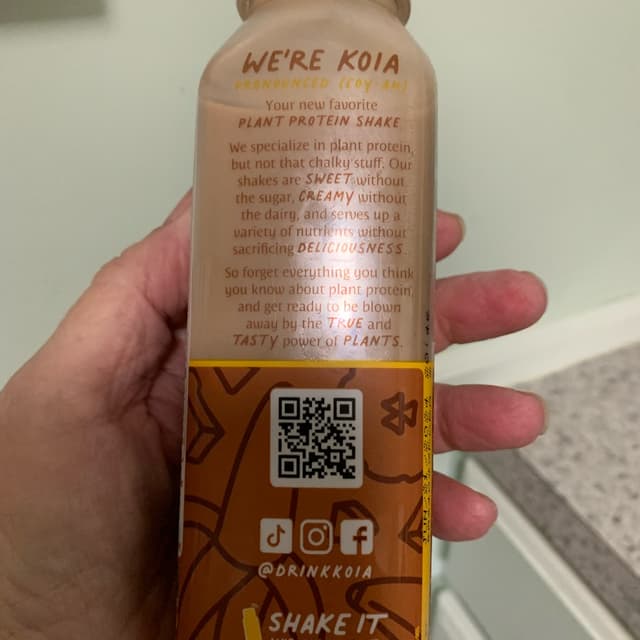 WE'RE KOIA
PRONOUNCED (COY-AH)
Your new favorite
PLANT PROTEIN SHAKE
We specialize in plant protein,
but not that chalky stuff. Our
shakes are SWEET without
the sugar, CREAMY without
the dairy, and serves up a
variety of nutrients without
sacrificing DELICIOUSNESS.
So forget everything you think
you know about plant protein,
and get ready to be blown
away by the TRUE and
TASTY power of PLANTS.
@DRINKKOIA
SHAKE IT